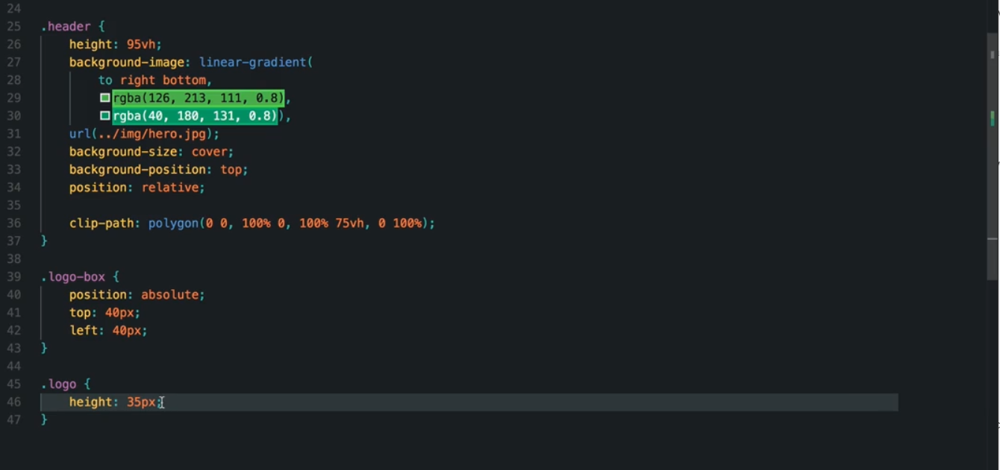 24
25 .header {
26     height: 95vh;
27     background-image: linear-gradient(
28         to right bottom,
29         rgba(126, 213, 111, 0.8),
30         rgba(40, 180, 131, 0.8)),
31     url(../img/hero.jpg);
32     background-size: cover;
33     background-position: top;
34     position: relative;
35
36     clip-path: polygon(0 0, 100% 0, 100% 75vh, 0 100%);
37 }
38
39 .logo-box {
40     position: absolute;
41     top: 40px;
42     left: 40px;
43 }
44
45 .logo {
46     height: 35px;
47 }